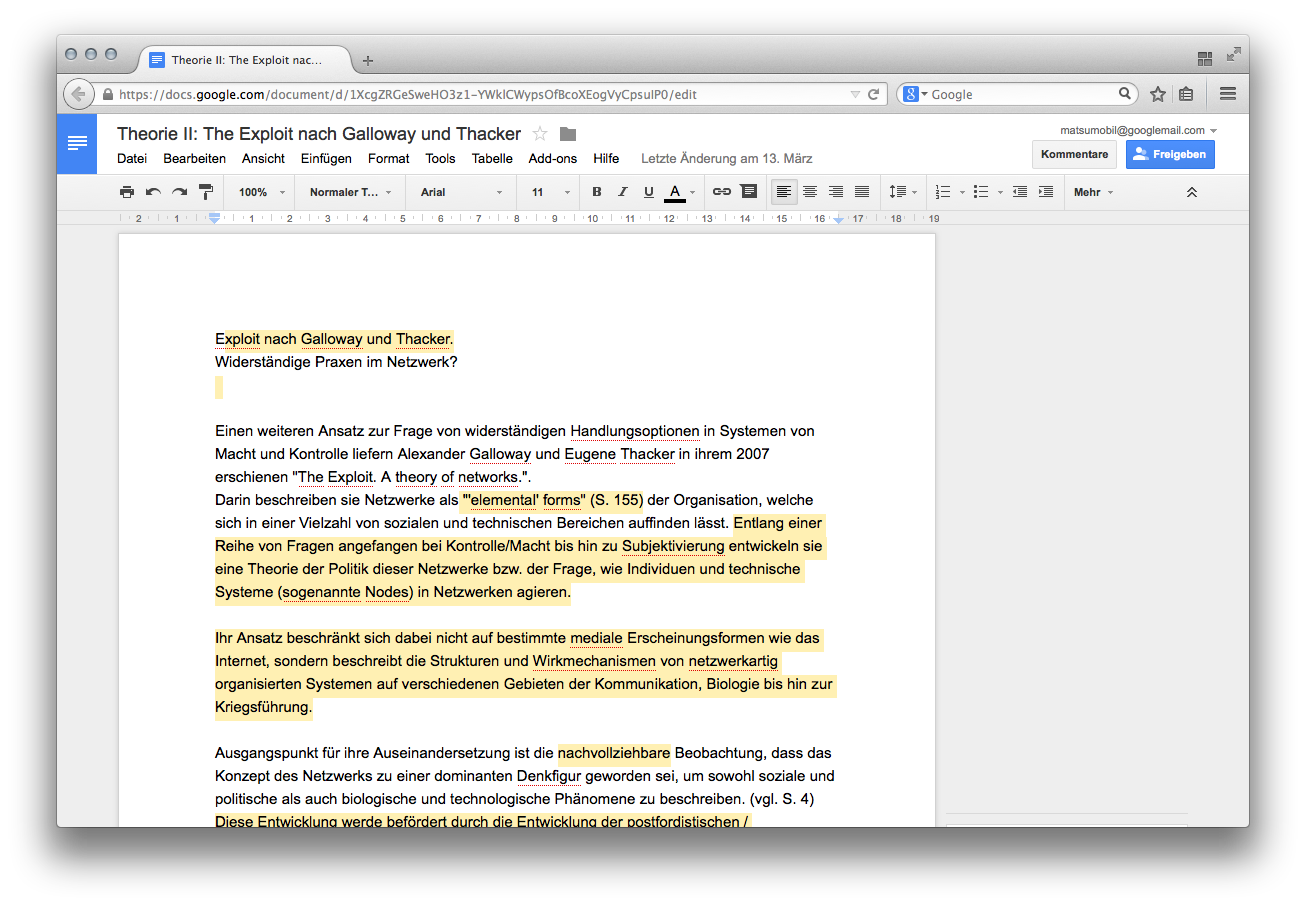 Theorie II: The Exploit nac...
https://docs.google.com/document/d/1XcgZRGeSweHO3z1-YWklCWypsOfBcoXEogVyCpsuIP0/edit
8 Google
Theorie II: The Exploit nach Galloway und Thacker
matsumobil@googlemail.com
Datei Bearbeiten Ansicht Einfügen Format Tools Tabelle Add-ons Hilfe Letzte Änderung am 13. März
Kommentare Freigeben
100% Normaler T... Arial 11 B I U A Mehr
2 1 1 2 3 4 5 6 7 8 9 10 11 12 13 14 15 16 17 18 19
Exploit nach Galloway und Thacker.
Widerständige Praxen im Netzwerk?
Einen weiteren Ansatz zur Frage von widerständigen Handlungsoptionen in Systemen von
Macht und Kontrolle liefern Alexander Galloway und Eugene Thacker in ihrem 2007
erschienen "The Exploit. A theory of networks.".
Darin beschreiben sie Netzwerke als "'elemental' forms" (S. 155) der Organisation, welche
sich in einer Vielzahl von sozialen und technischen Bereichen auffinden lässt. Entlang einer
Reihe von Fragen angefangen bei Kontrolle/Macht bis hin zu Subjektivierung entwickeln sie
eine Theorie der Politik dieser Netzwerke bzw. der Frage, wie Individuen und technische
Systeme (sogenannte Nodes) in Netzwerken agieren.
Ihr Ansatz beschränkt sich dabei nicht auf bestimmte mediale Erscheinungsformen wie das
Internet, sondern beschreibt die Strukturen und Wirkmechanismen von netzwerkartig
organisierten Systemen auf verschiedenen Gebieten der Kommunikation, Biologie bis hin zur
Kriegsführung.
Ausgangspunkt für ihre Auseinandersetzung ist die nachvollziehbare Beobachtung, dass das
Konzept des Netzwerks zu einer dominanten Denkfigur geworden sei, um sowohl soziale und
politische als auch biologische und technologische Phänomene zu beschreiben. (vgl. S. 4)
Diese Entwicklung werde befördert durch die Entwicklung der postfordistischen /